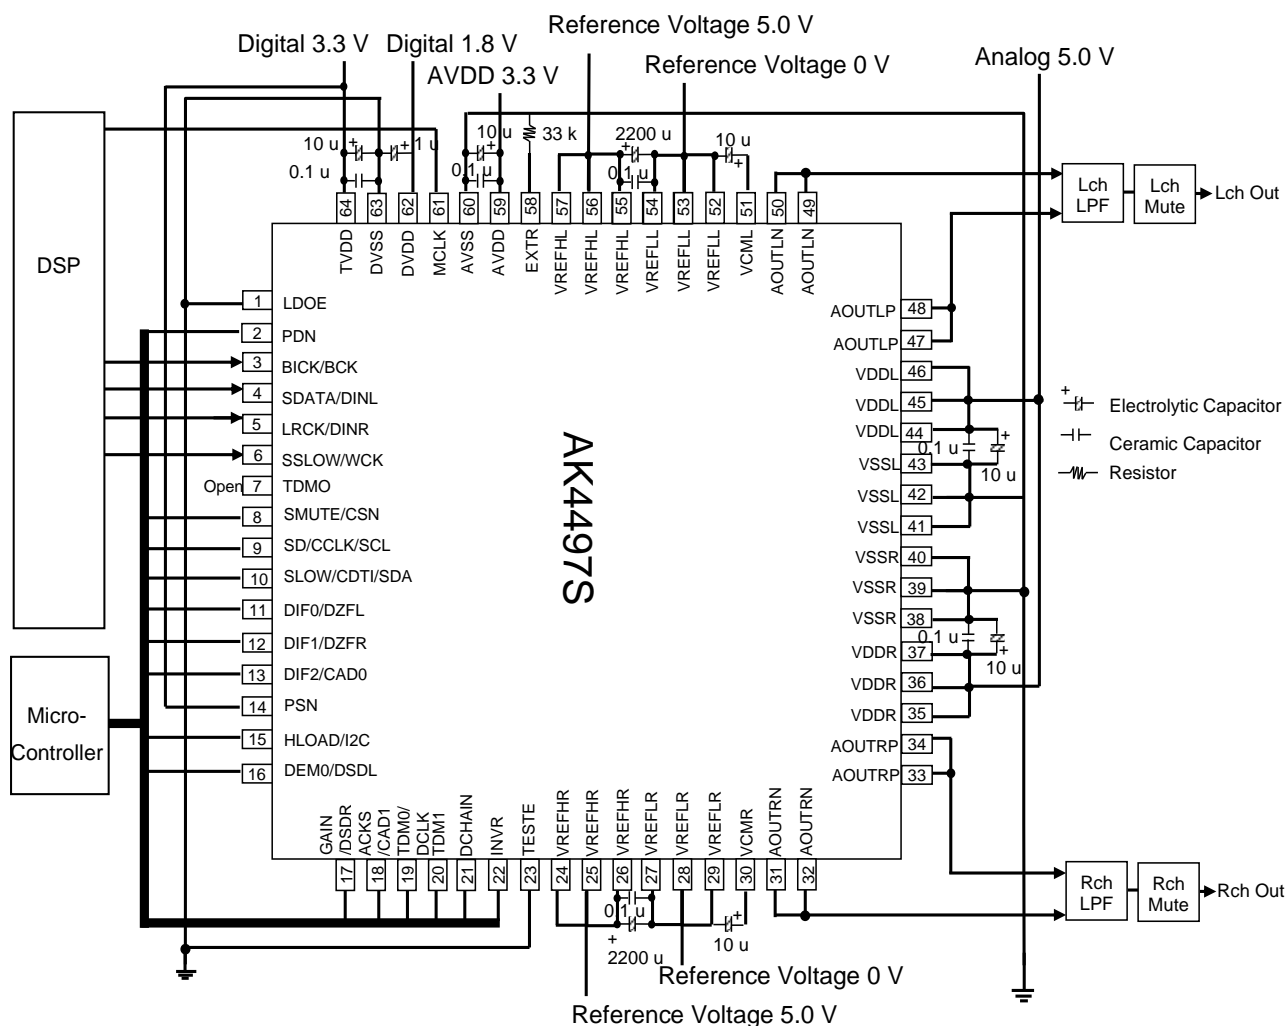 Reference Voltage 5.0 V
Digital 3.3 V
Digital 1.8 V
AVDD 3.3 V
Reference Voltage 0 V
Analog 5.0 V
10 u
+
+
1 u
0.1 u
10 u
+
0.1 u
33 k
2200 u
+
0.1 u
10 u
+
64
63
62
61
60
59
58
57
56
55
54
53
52
51
50
49
TVDD
DVSS
DVDD
MCLK
AVSS
AVDD
EXTR
VREFHL
VREFHL
VREFHL
VREFLL
VREFLL
VREFLL
VCML
AOUTLN
AOUTLN
Lch
LPF
Lch
Mute
Lch Out
DSP
Micro-
Controller
1 LDOE
2 PDN
3 BICK/BCK
4 SDATA/DINL
5 LRCK/DINR
6 SSLOW/WCK
Open 7 TDMO
8 SMUTE/CSN
9 SD/CCLK/SCL
10 SLOW/CDTI/SDA
11 DIF0/DZFL
12 DIF1/DZFR
13 DIF2/CAD0
14 PSN
15 HLOAD/I2C
16 DEM0/DSDL
AK4497S
AOUTLP 48
AOUTLP 47
VDDL 46
VDDL 45
VDDL 44
0.1 u
+
10 u
VSSL 43
VSSL 42
VSSL 41
VSSR 40
VSSR 39
VSSR 38
0.1 u
+
10 u
VDDR 37
VDDR 36
VDDR 35
AOUTRP 34
AOUTRP 33
+
Electrolytic Capacitor
Ceramic Capacitor
Resistor
GAIN
/DSDR
ACKS
/CAD1
TDM0/
DCLK
TDM1
DCHAIN
INVR
TESTE
VREFHR
VREFHR
VREFHR
VREFLR
VREFLR
VREFLR
VCMR
AOUTRN
AOUTRN
17
18
19
20
21
22
23
24
25
26
27
28
29
30
31
32
0.1 u
+
2200 u
+
10 u
Rch
LPF
Rch
Mute
Rch Out
Reference Voltage 0 V
Reference Voltage 5.0 V